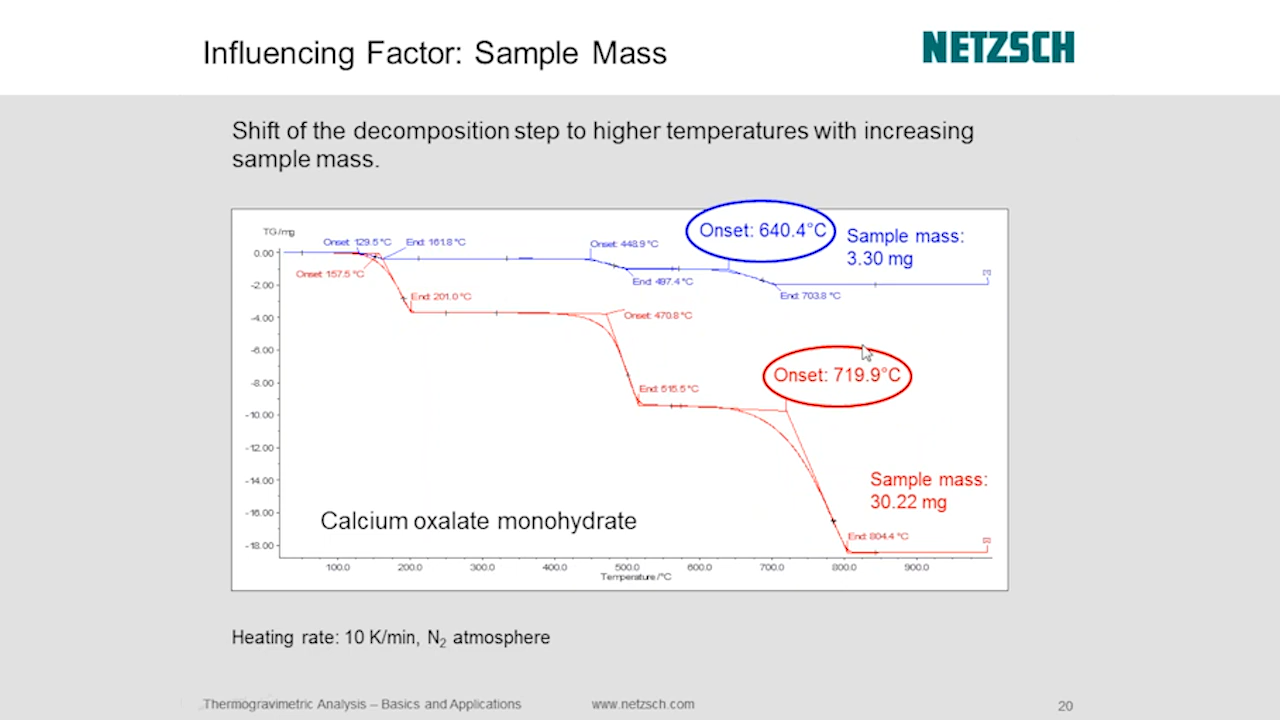 Influencing Factor: Sample Mass
NETZSCH
Shift of the decomposition step to higher temperatures with increasing
sample mass.
TG /mg
0.00
-2.00
-4.00
-6.00
-8.00
-10.00
-12.00
-14.00
-16.00
-18.00
Onset: 129.5 °C
End: 161.8 °C
Onset: 157.5 °C
End: 201.0 °C
Onset: 448.9 °C
End: 497.4 °C
Onset: 640.4°C
Sample mass:
3.30 mg
End: 703.8 °C
Onset: 470.8 °C
End: 515.5 °C
Onset: 719.9°C
Sample mass:
30.22 mg
End: 804.4 °C
Calcium oxalate monohydrate
100.0 200.0 300.0 400.0 500.0 600.0 700.0 800.0 900.0
Temperature /°C
Heating rate: 10 K/min, N₂ atmosphere
Thermogravimetric Analysis – Basics and Applications
www.netzsch.com
20